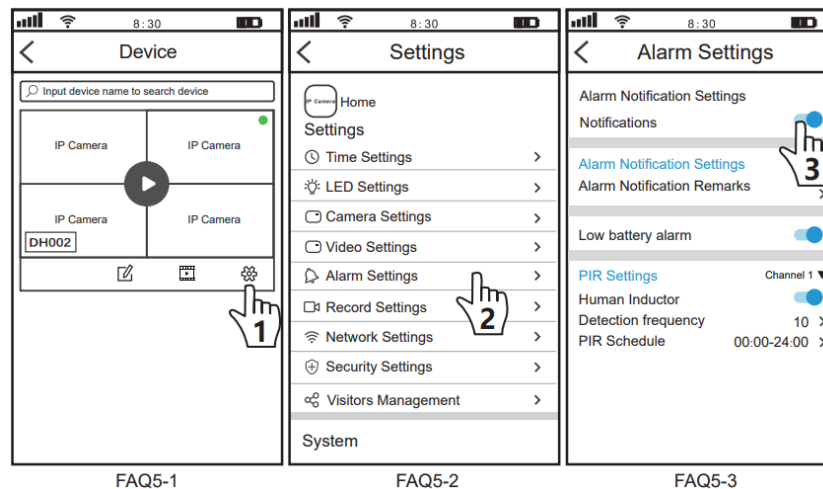 8:30
Device
Input device name to search device
IP Camera
IP Camera
IP Camera
IP Camera
DH002
1
FAQ5-1
8:30
Settings
IP Camera
Home
Settings
Time Settings
LED Settings
Camera Settings
Video Settings
Alarm Settings
Record Settings
Network Settings
Security Settings
Visitors Management
System
2
FAQ5-2
8:30
Alarm Settings
Alarm Notification Settings
Notifications
3
Alarm Notification Settings
Alarm Notification Remarks
Low battery alarm
PIR Settings Channel 1
Human Inductor
Detection frequency 10
PIR Schedule 00:00-24:00
FAQ5-3